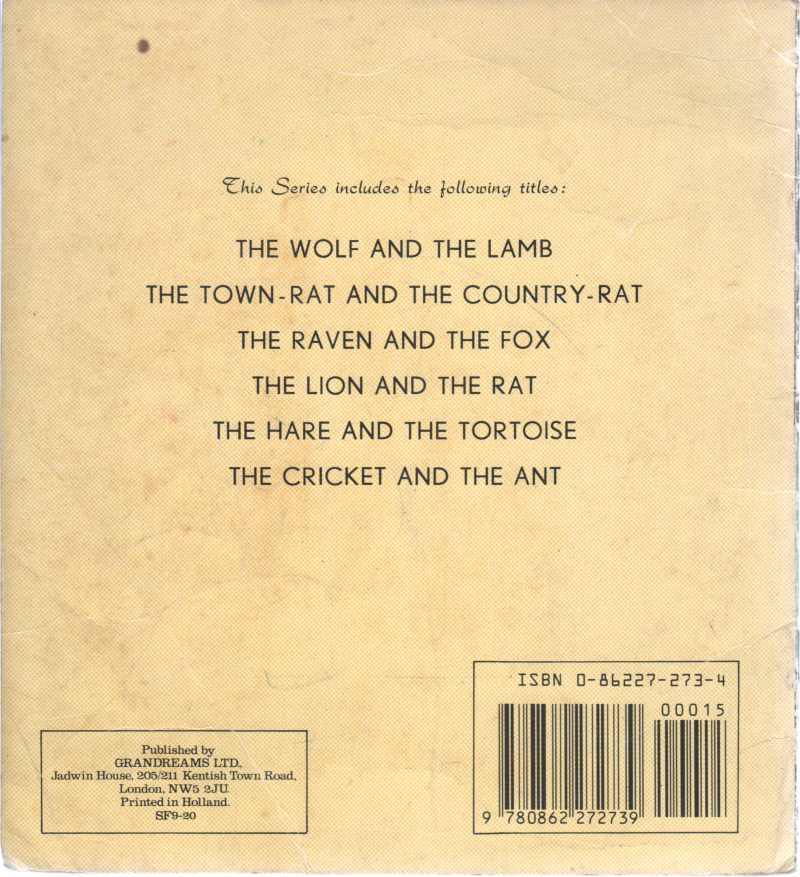 This Series includes the following titles:
THE WOLF AND THE LAMB
THE TOWN-RAT AND THE COUNTRY-RAT
THE RAVEN AND THE FOX
THE LION AND THE RAT
THE HARE AND THE TORTOISE
THE CRICKET AND THE ANT
Published by
GRANDREAMS LTD.,
Jadwin House, 205/211 Kentish Town Road,
London, NW5 2JU.
Printed in Holland.
SF9-20
ISBN 0-86227-273-4
00015
9 780862 272739